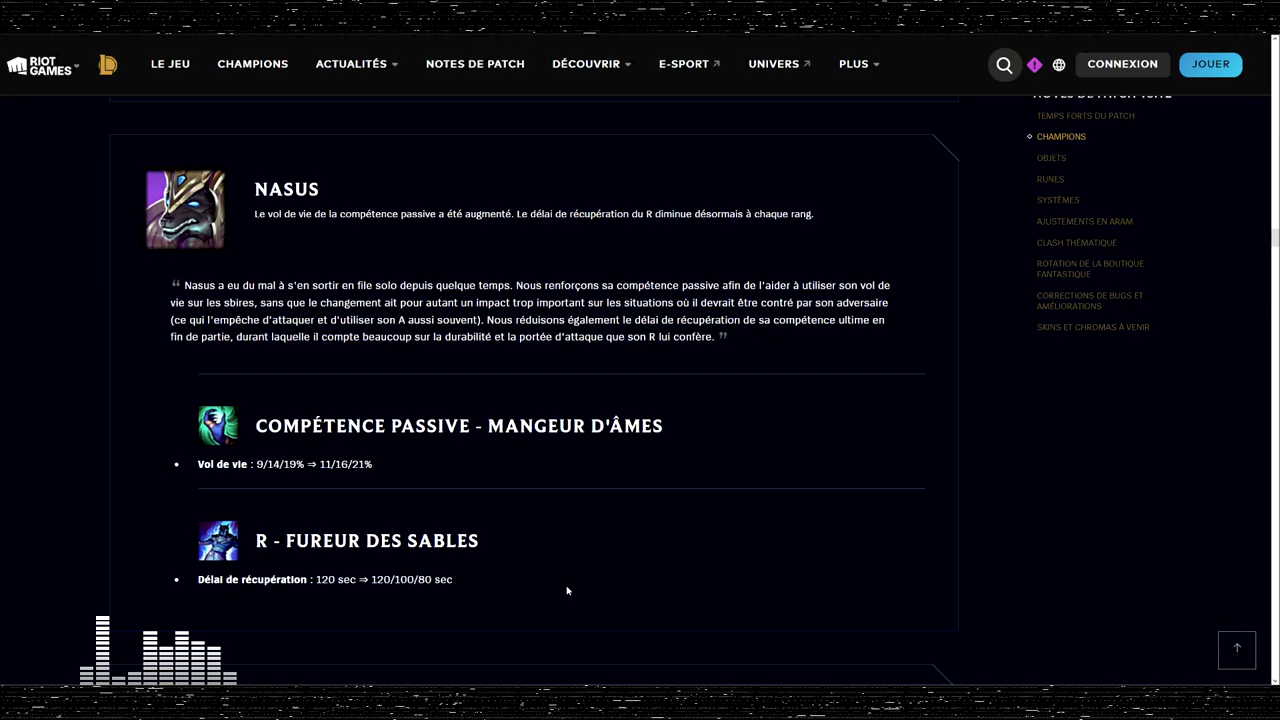 RIOT GAMES
LE JEU
CHAMPIONS
ACTUALITÉS
NOTES DE PATCH
DÉCOUVRIR
E-SPORT
UNIVERS
PLUS
CONNEXION
JOUER
TEMPS FORTS DU PATCH
CHAMPIONS
OBJETS
RUNES
SYSTÈMES
AJUSTEMENTS EN ARAM
CLASH THÉMATIQUE
ROTATION DE LA BOUTIQUE
FANTASTIQUE
CORRECTIONS DE BUGS ET
AMÉLIORATIONS
SKINS ET CHROMAS À VENIR
NASUS
Le vol de vie de la compétence passive a été augmenté. Le délai de récupération du R diminue désormais à chaque rang.
“ Nasus a eu du mal à s'en sortir en file solo depuis quelque temps. Nous renforçons sa compétence passive afin de l'aider à utiliser son vol de
vie sur les sbires, sans que le changement ait pour autant un impact trop important sur les situations où il devrait être contré par son adversaire
(ce qui l'empêche d'attaquer et d'utiliser son A aussi souvent). Nous réduisons également le délai de récupération de sa compétence ultime en
fin de partie, durant laquelle il compte beaucoup sur la durabilité et la portée d'attaque que son R lui confère. ”
COMPÉTENCE PASSIVE - MANGEUR D'ÂMES
• Vol de vie : 9/14/19% ⇒ 11/16/21%
R - FUREUR DES SABLES
• Délai de récupération : 120 sec ⇒ 120/100/80 sec